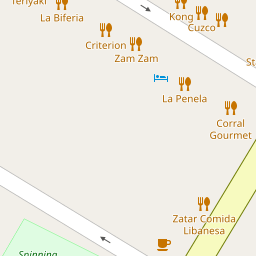 Teriyaki
La Biferia
Kong
Cuzco
Criterion
Zam Zam
St
La Penela
Corral
Gourmet
Zatar Comida
Libanesa
Spinning